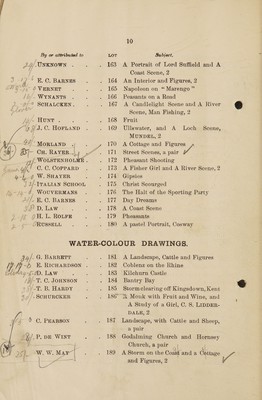 10
By or attributed to LOT Subject.
UNKNOWN . . . 163 A Portrait of Lord Suffield and A
Coast Scene, 2
E. C. BARNES . . 164 An Interior and Figures, 2
VERNET . . . 165 Napoleon on " Marengo "
WYNANTS . . . 166 Peasants on a Road
SCHALCKEN . . . 167 A Candlelight Scene and A River
Scene, Man Fishing, 2
HUNT . . . . 168 Fruit
J. C. HOFLAND . . 169 Ullswater, and A Loch Scene,
MUNDEL, 2
MORLAND . . . 170 A Cottage and Figures
CH. RAYER . . . 171 Street Scenes, a pair
WOLSTENHOLME . . 172 Pheasant Shooting
C. C. COPPARD . . 173 A Fisher Girl and A River Scene, 2
W. SHAYER . . . 174 Gipsies
ITALIAN SCHOOL . 175 Christ Scourged
WOUVERMANS . . 176 The Halt of the Sporting Party
E. C. BARNES . . 177 Day Dreams
D. LAW . . . 178 A Coast Scene
H. L. ROLFE . . 179 Pheasants
RUSSELL . . . 180 A pastel Portrait, Cosway
WATER-COLOUR DRAWINGS.
G. BARRETT . . 181 A Landscape, Cattle and Figures
E. RICHARDSON . 182 Coblens on the Rhine
D. LAW . . . 183 Kilchurn Castle
T. C. JOHNSON . . 184 Bantry Bay
T. B. HARDY . . 185 Storm clearing off Kingsdown, Kent
SCHURCKER . . 186 A Monk with Fruit and Wine, and
A Study of a Girl, C. S. LIDDER-
DALE, 2
C. PEARSON . . 187 Landscape, with Cattle and Sheep,
a pair
P. DE WINT . . 188 Godalming Church and Hornsey
Church, a pair
W. W. MAY . . 189 A Storm on the Coast and a Cottage
and Figures, 2